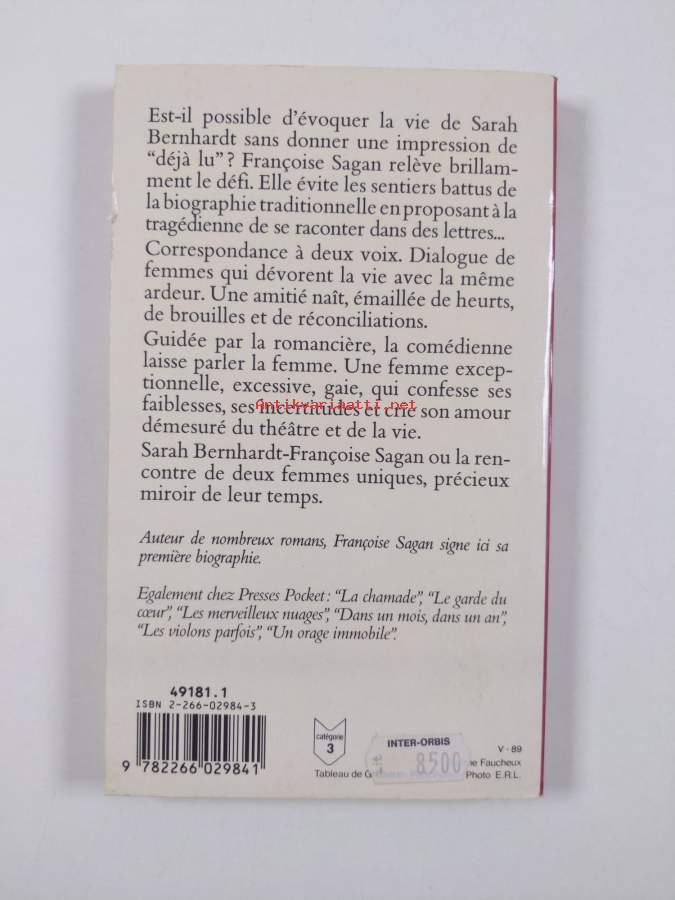 Est-il possible d'évoquer la vie de Sarah
Bernhardt sans donner une impression de
“déjà lu”? Françoise Sagan relève brillam-
ment le défi. Elle évite les sentiers battus de
la biographie traditionnelle en proposant à la
tragédienne de se raconter dans des lettres...
Correspondance à deux voix. Dialogue de
femmes qui dévorent la vie avec la même
ardeur. Une amitié naît, émaillée de heurts,
de brouilles et de réconciliations.
Guidée par la romancière, la comédienne
laisse parler la femme. Une femme excep-
tionnelle, excessive, gaie, qui confesse ses
faiblesses, ses incertitudes et crie son amour
Antikvariaatti.net
démesuré du théâtre et de la vie.
Sarah Bernhardt-Françoise Sagan ou la ren-
contre de deux femmes uniques, précieux
miroir de leur temps.
Auteur de nombreux romans, Françoise Sagan signe ici sa
première biographie.
Egalement chez Presses Pocket : “La chamade”, “Le garde du
cœur”, “Les merveilleux nuages”, “Dans un mois, dans un an”,
“Les violons parfois”, “Un orage immobile”.
49181.1
ISBN 2-266-02984-3
9 782266 029841
catégorie
3
INTER-ORBIS
8500
V - 89
ne Faucheux
Tableau de Photo E.R.L.